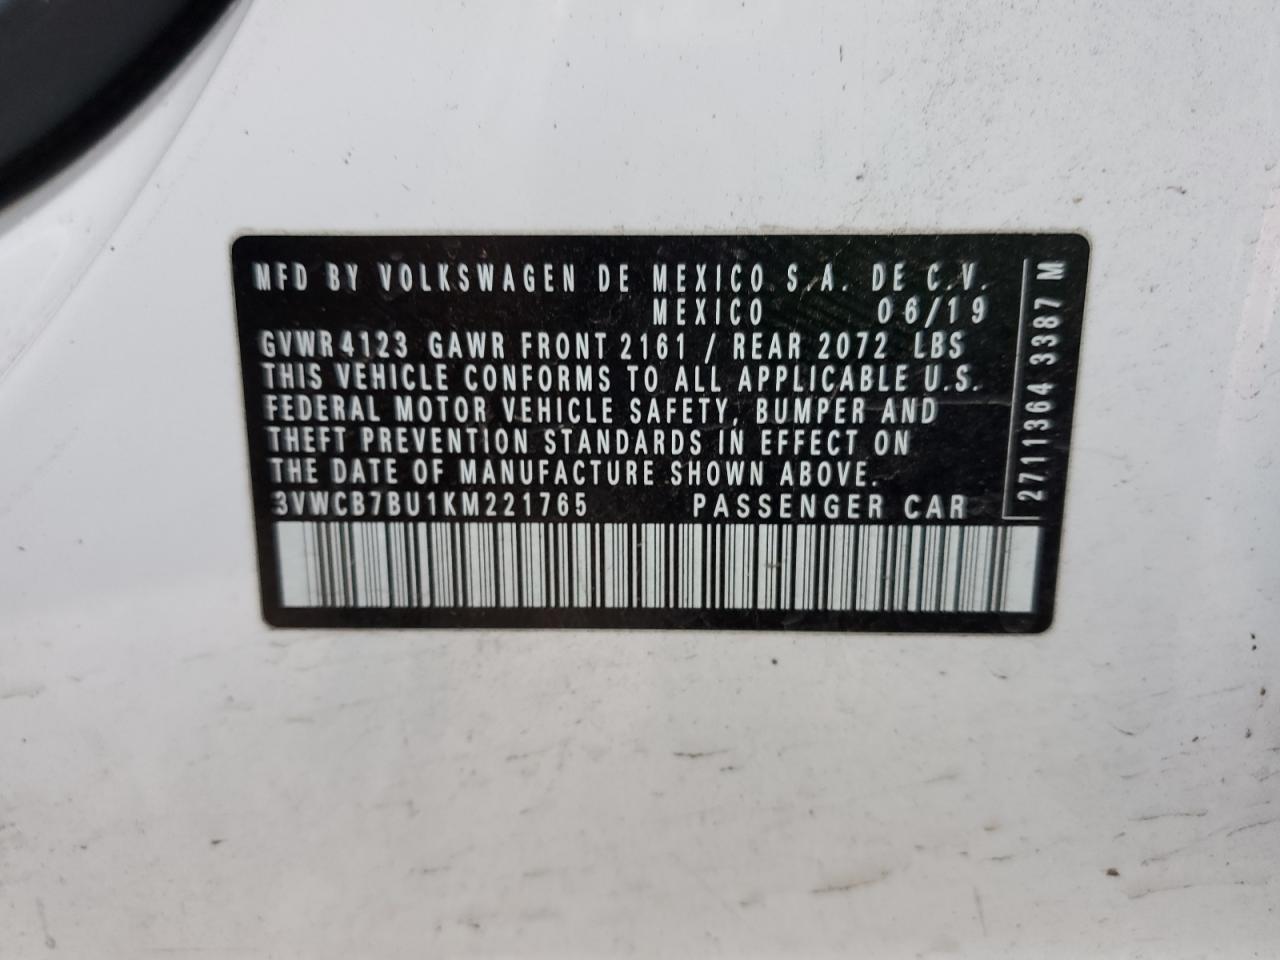 MFD BY VOLKSWAGEN DE MEXICO S.A. DE C.V.
MEXICO 06/19
GVWR 4123 GAWR FRONT 2161 / REAR 2072 LBS
THIS VEHICLE CONFORMS TO ALL APPLICABLE U.S.
FEDERAL MOTOR VEHICLE SAFETY, BUMPER AND
THEFT PREVENTION STANDARDS IN EFFECT ON
THE DATE OF MANUFACTURE SHOWN ABOVE.
3VWCB7BU1KM221765 PASSENGER CAR
2711364 3387 M